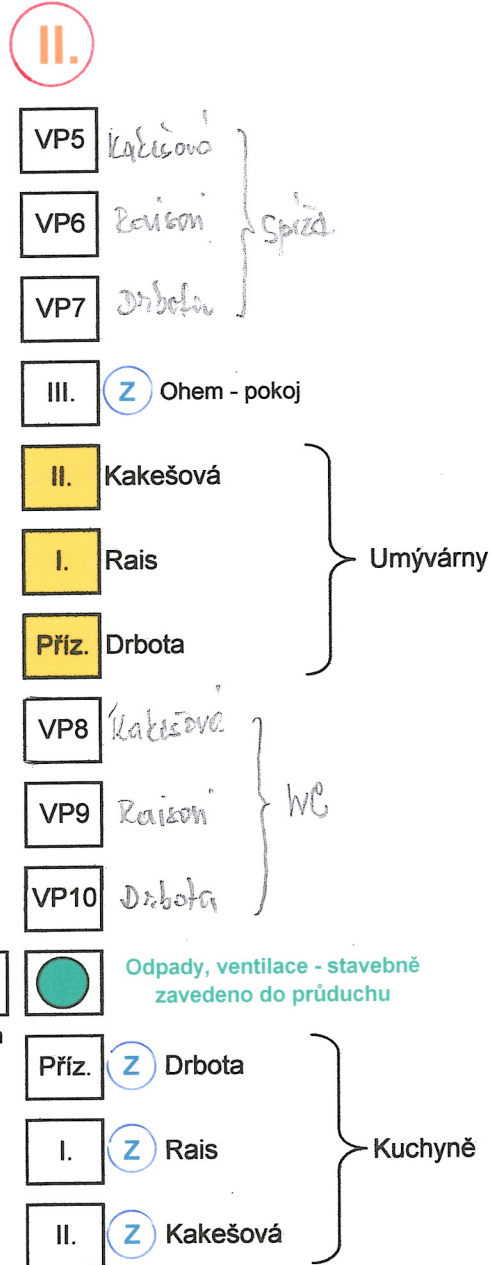 II.
VP5 Kakešová
VP6 Raisovi
Spíže
VP7 Drbota
III. Z Ohem - pokoj
II. Kakešová
I. Rais
Umývárny
Příz. Drbota
VP8 Kakešová
VP9 Raisovi
WC
VP10 Drbota
Odpady, ventilace - stavebně
zavedeno do průduchu
Příz. Z Drbota
I. Z Rais
Kuchyně
II. Z Kakešová